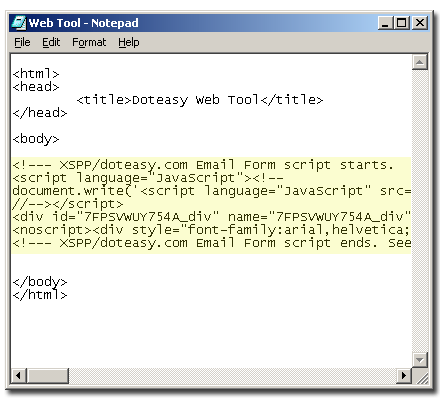 Web Tool - Notepad
File Edit Format Help
<html>
<head>
<title>Doteasy Web Tool</title>
</head>
<body>
<!--- XSPP/doteasy.com Email Form script starts.
<script language="JavaScript"><!--
document.write('<script language="JavaScript" src=
//--></script>
<div id="7FPSVWUY754A_div" name="7FPSVWUY754A_div"
<noscript><div style="font-family:arial,helvetica;
<!--- XSPP/doteasy.com Email Form script ends. See
</body>
</html>